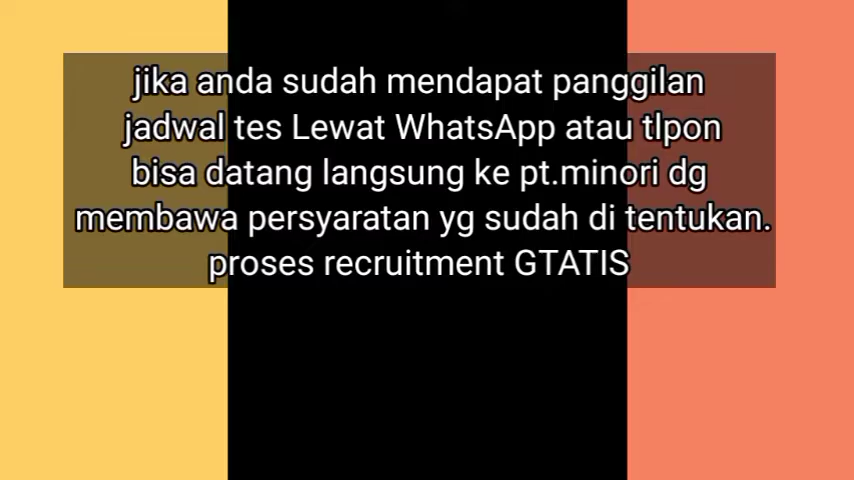 jika anda sudah mendapat panggilan
jadwal tes Lewat WhatsApp atau tlpon
bisa datang langsung ke pt.minori dg
membawa persyaratan yg sudah di tentukan.
proses recruitment GTATIS